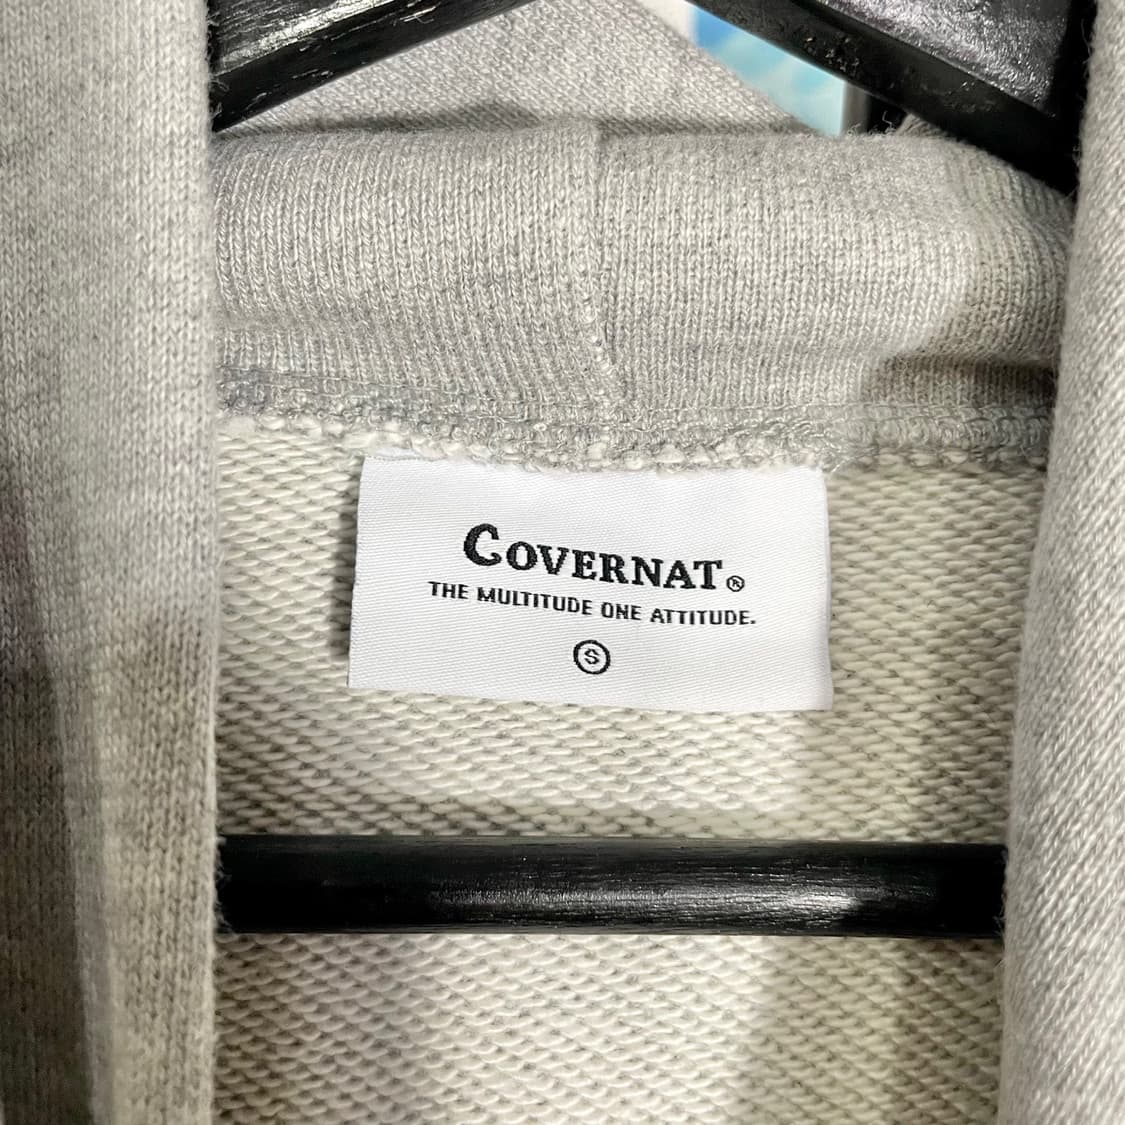 COVERNAT®
THE MULTITUDE ONE ATTITUDE.
S